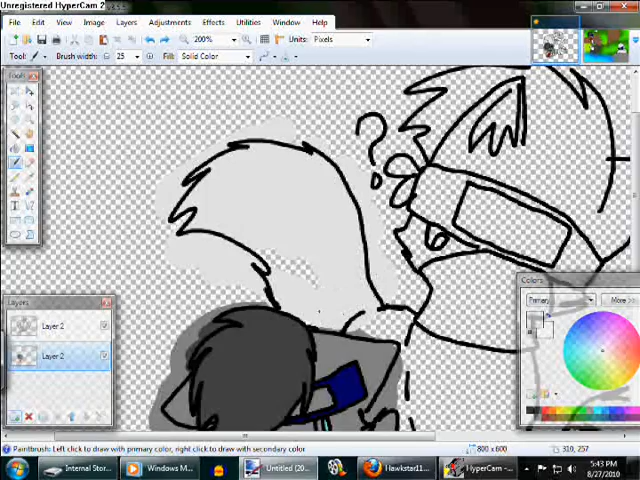 Unregistered HyperCam 2
File Edit View Image Layers Adjustments Effects Utilities Window Help
200% Units: Pixels
Tool: Brush width: 25 Fill: Solid Color
Tools
?
Colors
Primary More >>
Layers
Layer 2
Layer 2
Paintbrush: Left click to draw with primary color, right click to draw with secondary color. 800 x 600 310, 257
Internal Stor... Windows M... Untitled (20... Hawkstar11... HyperCam -... 5:43 PM
8/27/2010